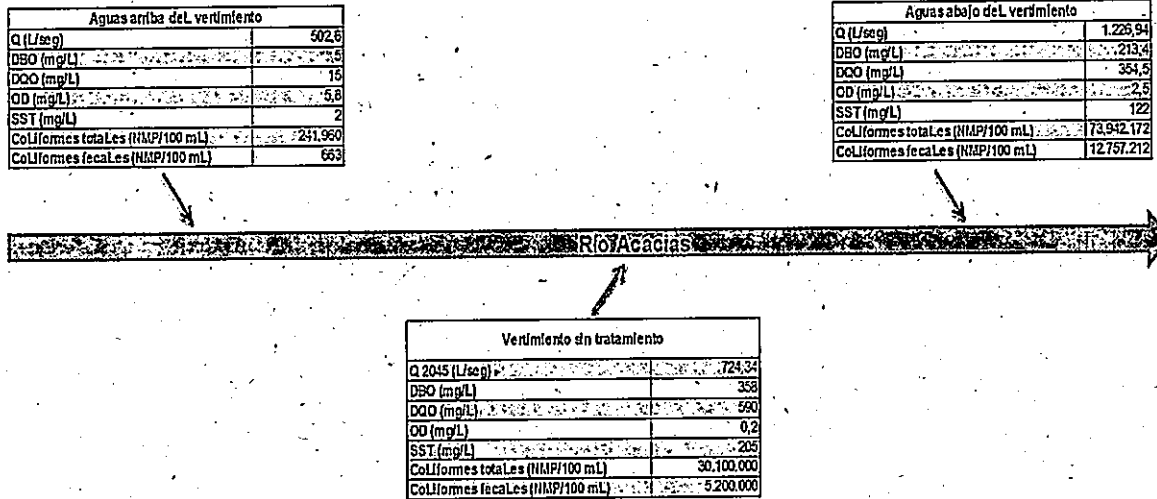 Aguas arriba del vertimiento
Q (L/seg) 502,6
DBO (mg/L) 5
DQO (mg/L) 15
OD (mg/L) 5,8
SST (mg/L) 2
Coliformes totales (NMP/100 mL) 241,960
Coliformes fecales (NMP/100 mL) 663
Aguas abajo del vertimiento
Q (L/seg) 1.226,94
DBO (mg/L) 213,4
DQO (mg/L) 354,5
OD (mg/L) 2,5
SST (mg/L) 122
Coliformes totales (NMP/100 mL) 73,942.172
Coliformes fecales (NMP/100 mL) 12.757.212
Río Acacias
Vertimiento sin tratamiento
Q 2045 (L/seg) 724,34
DBO (mg/L) 358
DQO (mg/L) 590
OD (mg/L) 0,2
SST (mg/L) 205
Coliformes totales (NMP/100 mL) 30.100.000
Coliformes fecales (NMP/100 mL) 5.200.000